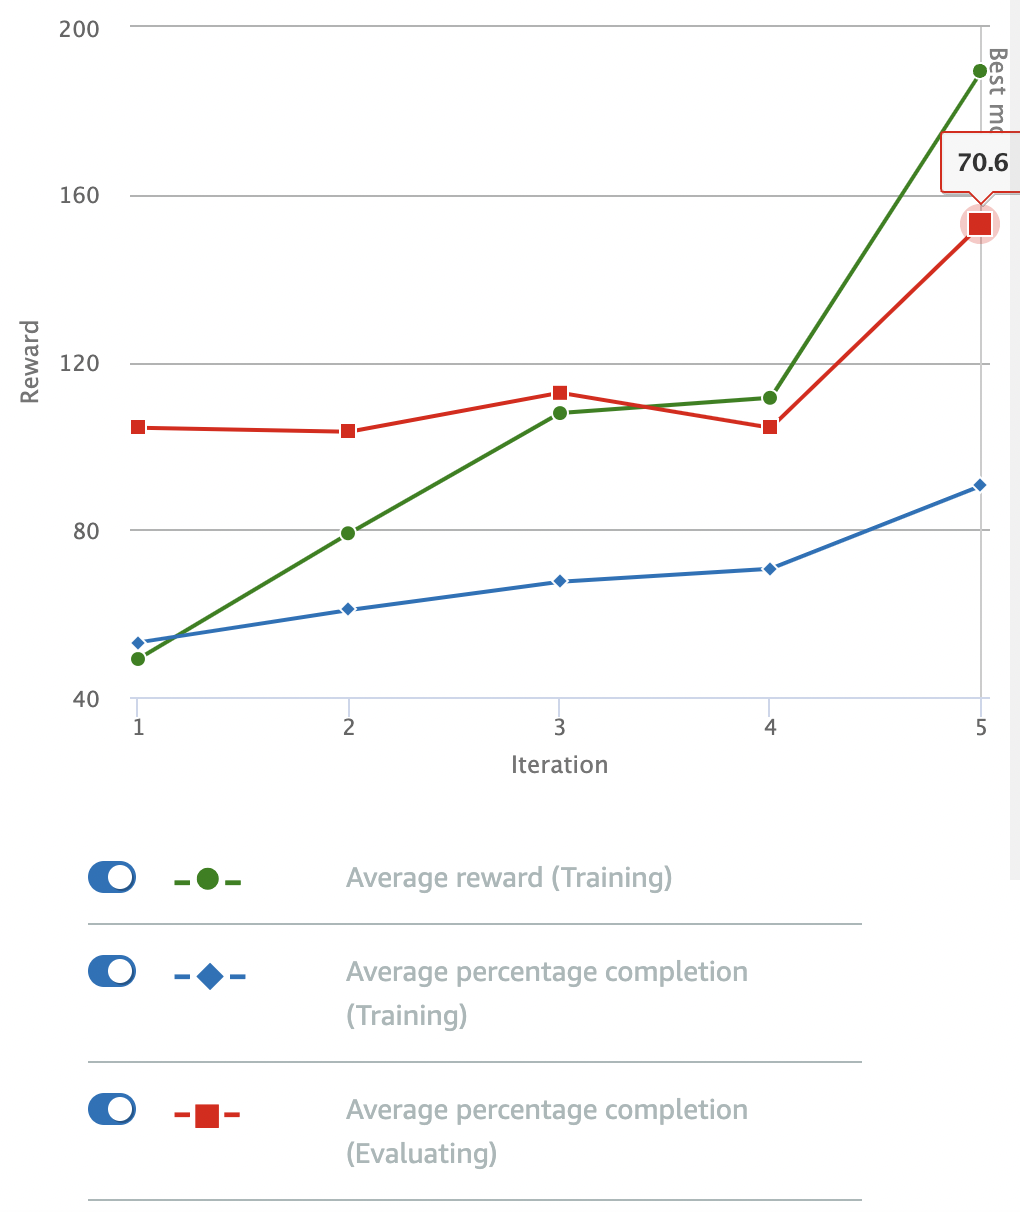 200
160
120
80
40
Reward
Best
70.6
1 2 3 4 5
Iteration
Average reward (Training)
Average percentage completion
(Training)
Average percentage completion
(Evaluating)